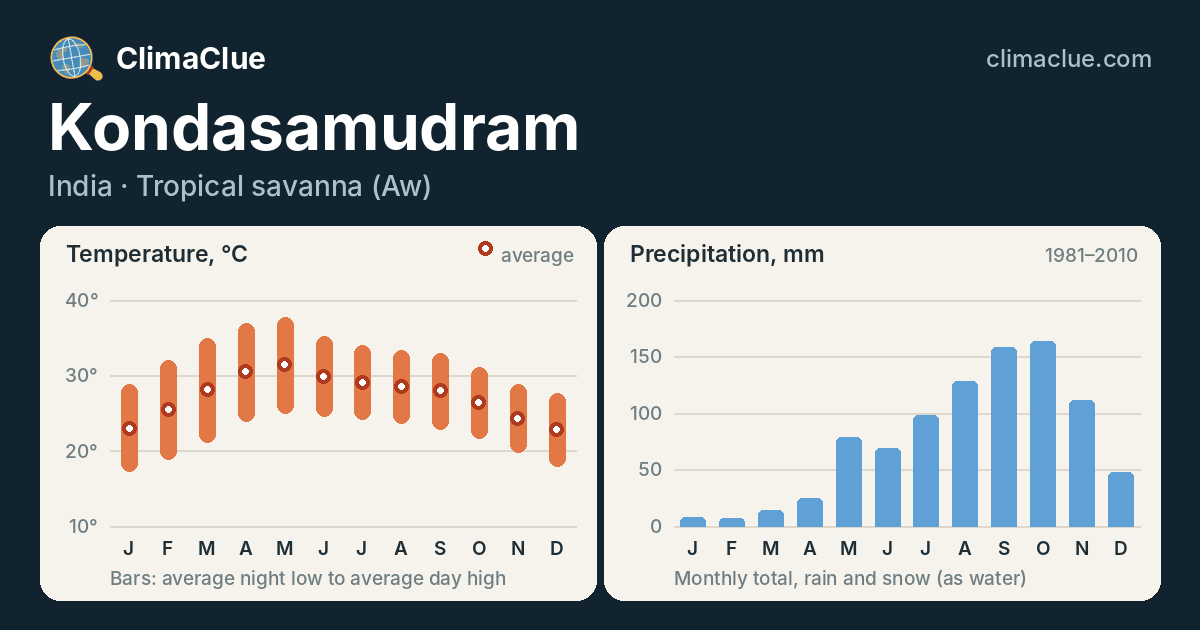 ClimaClue
climaclue.com
Kondasamudram
India · Tropical savanna (Aw)
Temperature, °C
average
40°
30°
20°
10°
J F M A M J J A S O N D
Bars: average night low to average day high
Precipitation, mm
1981–2010
200
150
100
50
0
J F M A M J J A S O N D
Monthly total, rain and snow (as water)